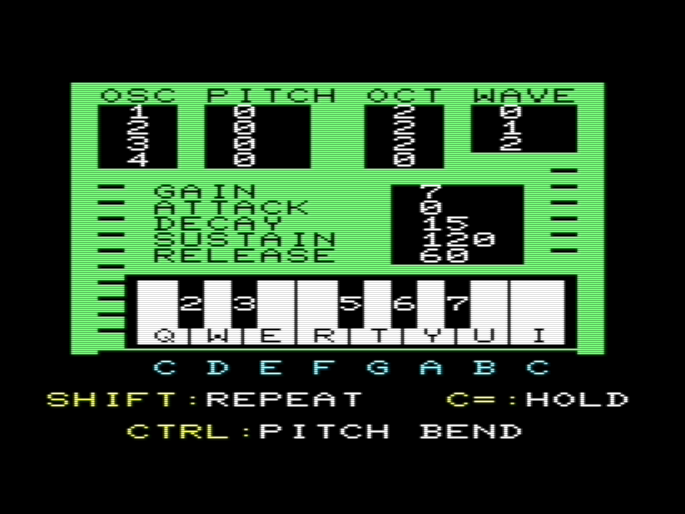 OSC PITCH OCT WAVE
1 0 2 0
2 0 2 1
3 0 2 2
4 0 0
GAIN 7
ATTACK 0
DECAY 15
SUSTAIN 120
RELEASE 60
2 3 5 6 7
Q W E R T Y U I
C D E F G A B C
SHIFT:REPEAT C=:HOLD
CTRL:PITCH BEND